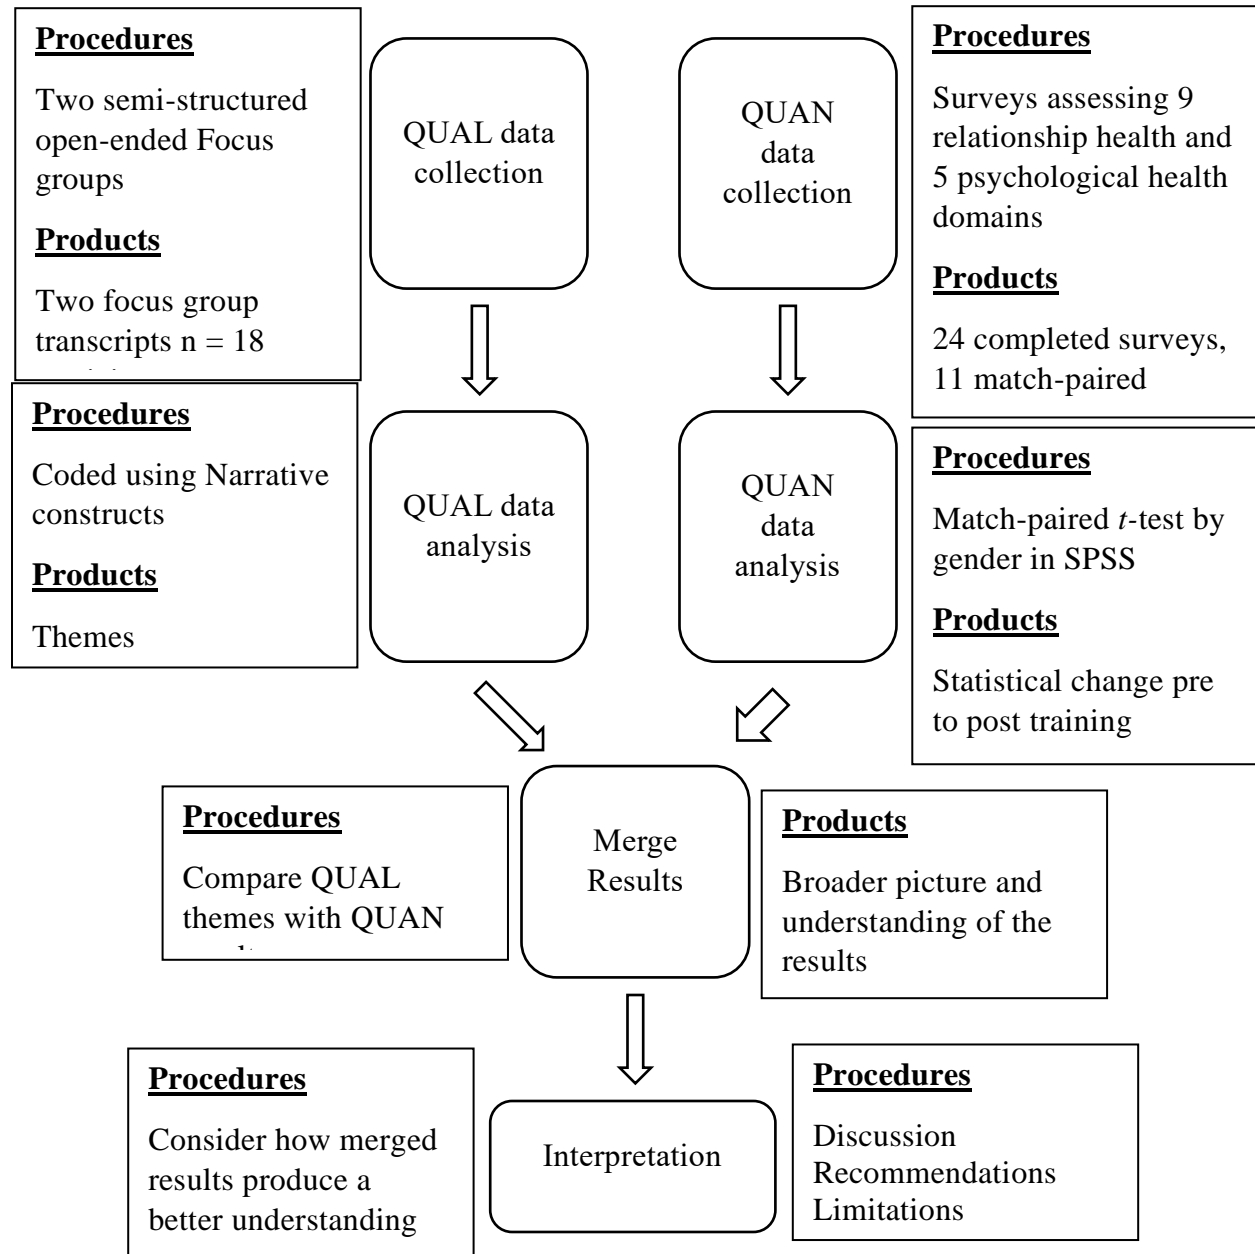 Procedures
Two semi-structured
open-ended Focus
groups
Products
Two focus group
transcripts n = 18
QUAL data
collection
QUAN
data
collection
Procedures
Surveys assessing 9
relationship health and
5 psychological health
domains
Products
24 completed surveys,
11 match-paired
Procedures
Coded using Narrative
constructs
Products
Themes
QUAL data
analysis
QUAN
data
analysis
Procedures
Match-paired t-test by
gender in SPSS
Products
Statistical change pre
to post training
Procedures
Compare QUAL
themes with QUAN
Merge
Results
Products
Broader picture and
understanding of the
results
Procedures
Consider how merged
results produce a
better understanding
Interpretation
Procedures
Discussion
Recommendations
Limitations